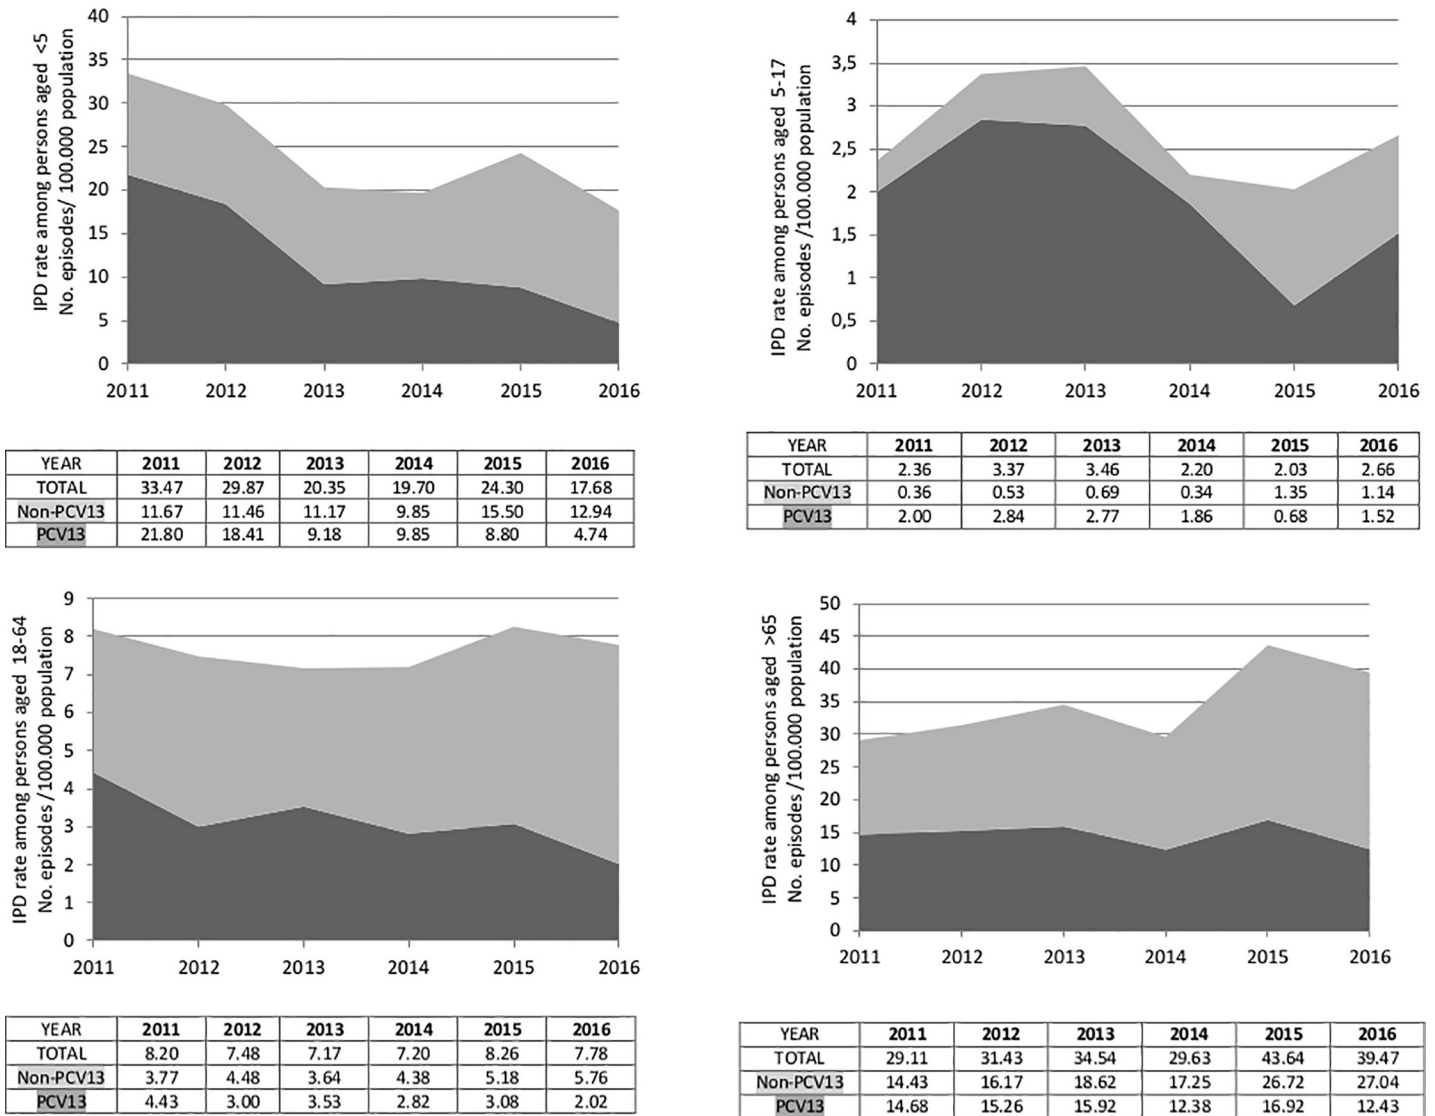 IPD rate among persons aged <5
No. episodes/ 100.000 population
40
35
30
25
20
15
10
5
0
2011 2012 2013 2014 2015 2016
YEAR 2011 2012 2013 2014 2015 2016
TOTAL 33.47 29.87 20.35 19.70 24.30 17.68
Non-PCV13 11.67 11.46 11.17 9.85 15.50 12.94
PCV13 21.80 18.41 9.18 9.85 8.80 4.74
IPD rate among persons aged 5-17
No. episodes /100.000 population
4
3,5
3
2,5
2
1,5
1
0,5
0
2011 2012 2013 2014 2015 2016
YEAR 2011 2012 2013 2014 2015 2016
TOTAL 2.36 3.37 3.46 2.20 2.03 2.66
Non-PCV13 0.36 0.53 0.69 0.34 1.35 1.14
PCV13 2.00 2.84 2.77 1.86 0.68 1.52
IPD rate among persons aged 18-64
No. episodes /100.000 population
9
8
7
6
5
4
3
2
1
0
2011 2012 2013 2014 2015 2016
YEAR 2011 2012 2013 2014 2015 2016
TOTAL 8.20 7.48 7.17 7.20 8.26 7.78
Non-PCV13 3.77 4.48 3.64 4.38 5.18 5.76
PCV13 4.43 3.00 3.53 2.82 3.08 2.02
IPD rate among persons aged >65
No. episodes /100.000 population
50
45
40
35
30
25
20
15
10
5
0
2011 2012 2013 2014 2015 2016
YEAR 2011 2012 2013 2014 2015 2016
TOTAL 29.11 31.43 34.54 29.63 43.64 39.47
Non-PCV13 14.43 16.17 18.62 17.25 26.72 27.04
PCV13 14.68 15.26 15.92 12.38 16.92 12.43